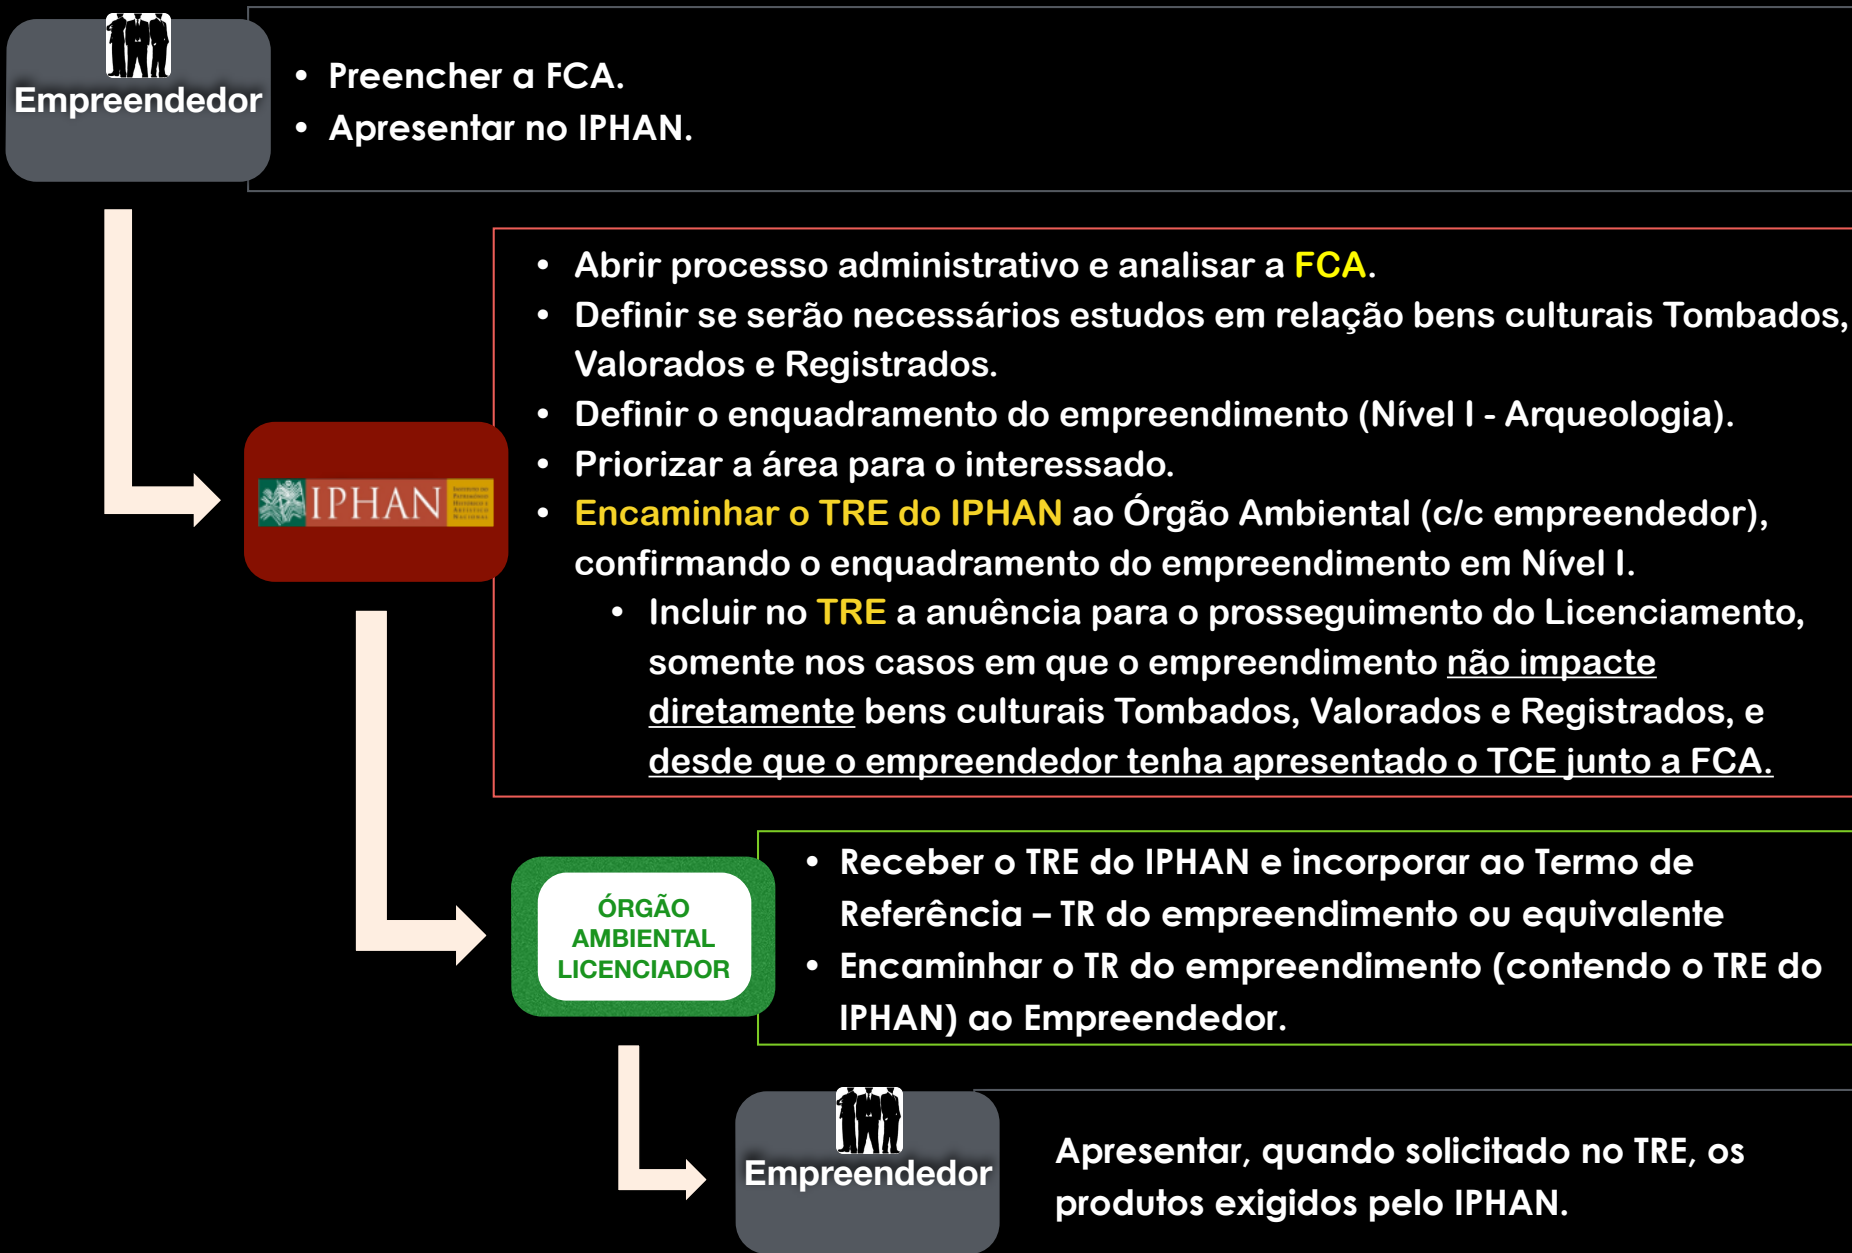 Empreendedor
• Preencher a FCA.
• Apresentar no IPHAN.
IPHAN
INSTITUTO DO
PATRIMÔNIO
HISTÓRICO E
ARTÍSTICO
NACIONAL
• Abrir processo administrativo e analisar a FCA.
• Definir se serão necessários estudos em relação bens culturais Tombados,
Valorados e Registrados.
• Definir o enquadramento do empreendimento (Nível I - Arqueologia).
• Priorizar a área para o interessado.
• Encaminhar o TRE do IPHAN ao Órgão Ambiental (c/c empreendedor),
confirmando o enquadramento do empreendimento em Nível I.
• Incluir no TRE a anuência para o prosseguimento do Licenciamento,
somente nos casos em que o empreendimento não impacte
diretamente bens culturais Tombados, Valorados e Registrados, e
desde que o empreendedor tenha apresentado o TCE junto a FCA.
ÓRGÃO
AMBIENTAL
LICENCIADOR
• Receber o TRE do IPHAN e incorporar ao Termo de
Referência – TR do empreendimento ou equivalente
• Encaminhar o TR do empreendimento (contendo o TRE do
IPHAN) ao Empreendedor.
Empreendedor
Apresentar, quando solicitado no TRE, os
produtos exigidos pelo IPHAN.